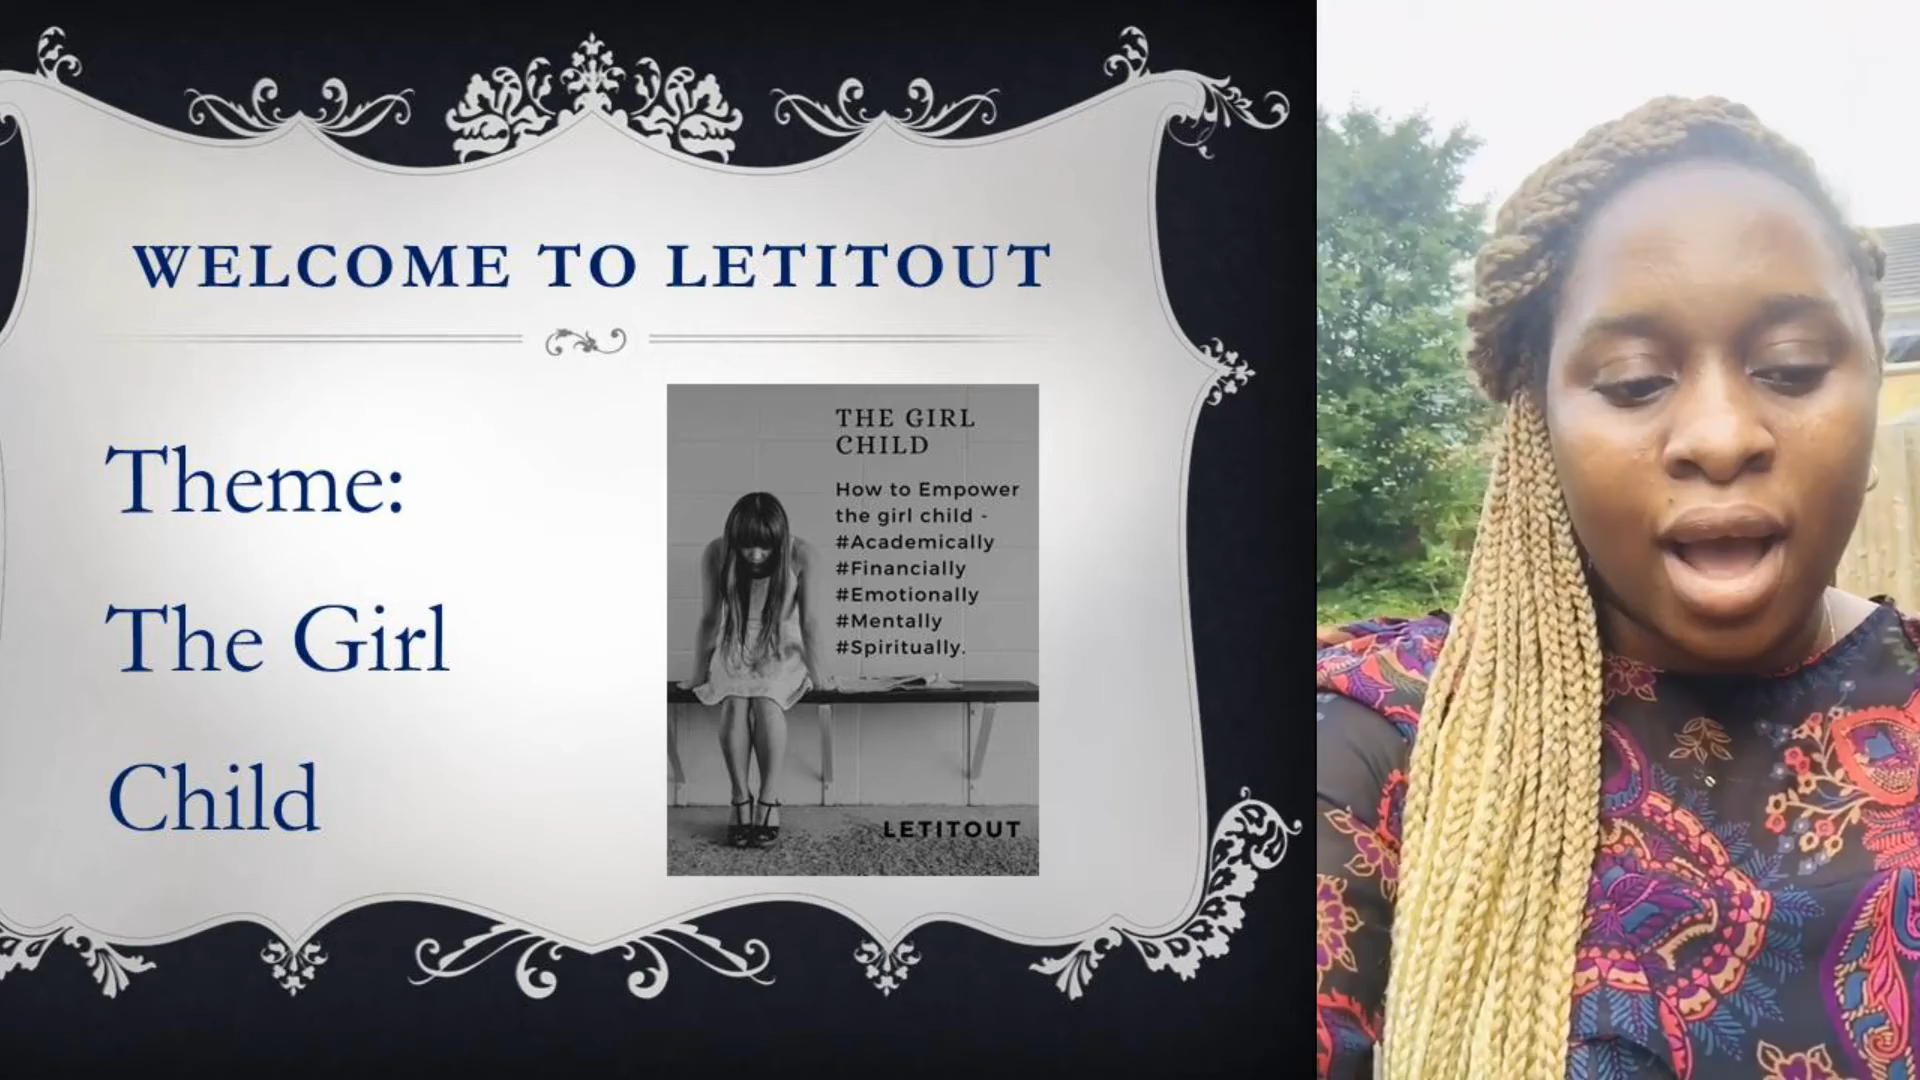 WELCOME TO LETITOUT
Theme:
The Girl
Child
THE GIRL
CHILD
How to Empower
the girl child -
#Academically
#Financially
#Emotionally
#Mentally
#Spiritually.
LETITOUT